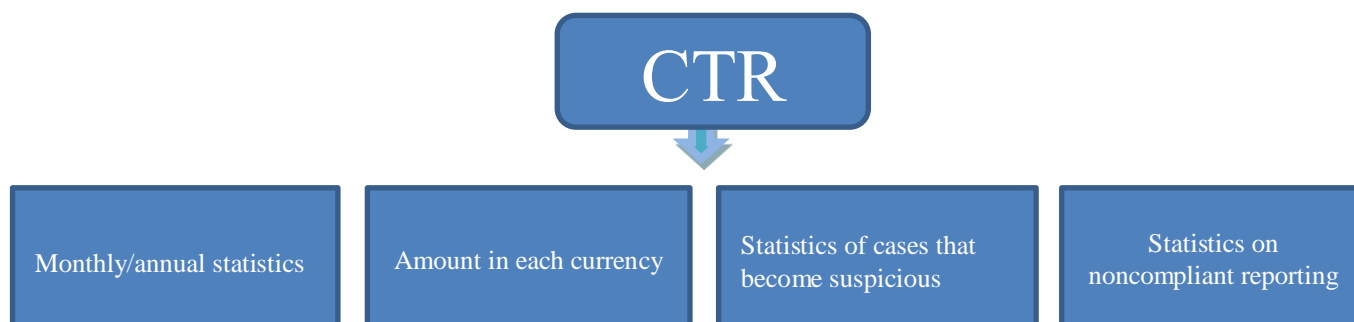 CTR
Monthly/annual statistics
Amount in each currency
Statistics of cases that
become suspicious
Statistics on
noncompliant reporting